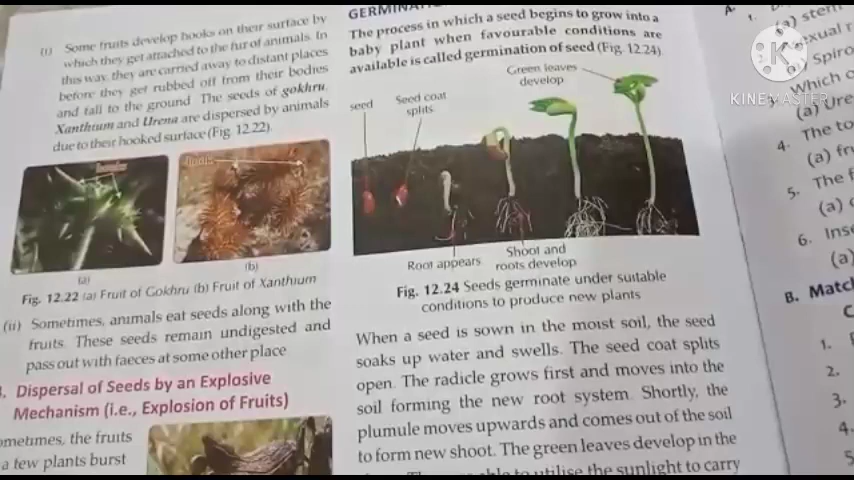 (i) Some fruits develop hooks on their surface by
which they get attached to the fur of animals. In
this way, they are carried away to distant places
before they get rubbed off from their bodies
and fall to the ground. The seeds of gokhru,
Xanthium and Urena are dispersed by animals
due to their hooked surface (Fig. 12.22).
(a)
(b)
Fig. 12.22 (a) Fruit of Gokhru (b) Fruit of Xanthium
(ii) Sometimes, animals eat seeds along with the
fruits. These seeds remain undigested and
pass out with faeces at some other place
Dispersal of Seeds by an Explosive
Mechanism (i.e., Explosion of Fruits)
the fruits
a few plants burst
The process in which a seed begins to grow into a
baby plant when favourable conditions are
available is called germination of seed (Fig. 12.24).
Green leaves
develop
seed
Seed coat
splits
Root appears
Shoot and
roots develop
Fig. 12.24 Seeds germinate under suitable
conditions to produce new plants
When a seed is sown in the moist soil, the seed
soaks up water and swells. The seed coat splits
open. The radicle grows first and moves into the
soil forming the new root system. Shortly, the
plumule moves upwards and comes out of the soil
to form new shoot. The green leaves develop in the
to utilise the sunlight to carry
A.
1.
(a)
Which
(a)
4. The
(a)
5. The
(a)
6.
(a)
B.
1.
2.
3.
4.
5
KINEMASTER